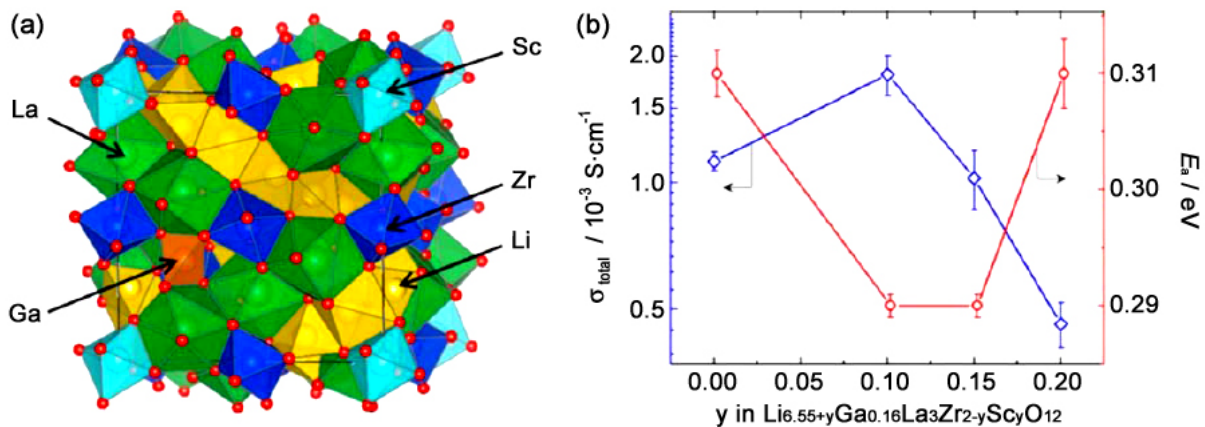 (a)
Sc
La
Zr
Li
Ga
(b)
2.0
1.5
1.0
0.5
σtotal / 10-3 S·cm-1
0.31
0.30
0.29
Ea / eV
0.00 0.05 0.10 0.15 0.20
y in Li6.55+yGa0.16La3Zr2-yScyO12